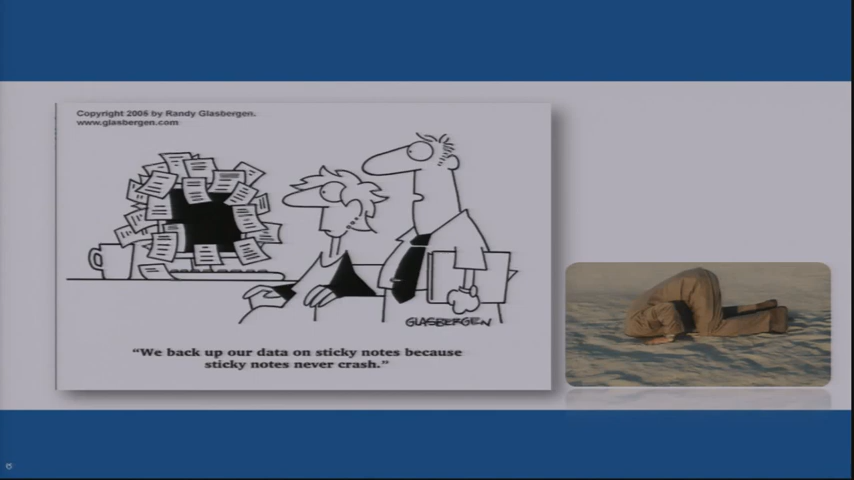 Copyright 2005 by Randy Glasbergen.
www.glasbergen.com
GLASBERGEN
"We back up our data on sticky notes because
sticky notes never crash."